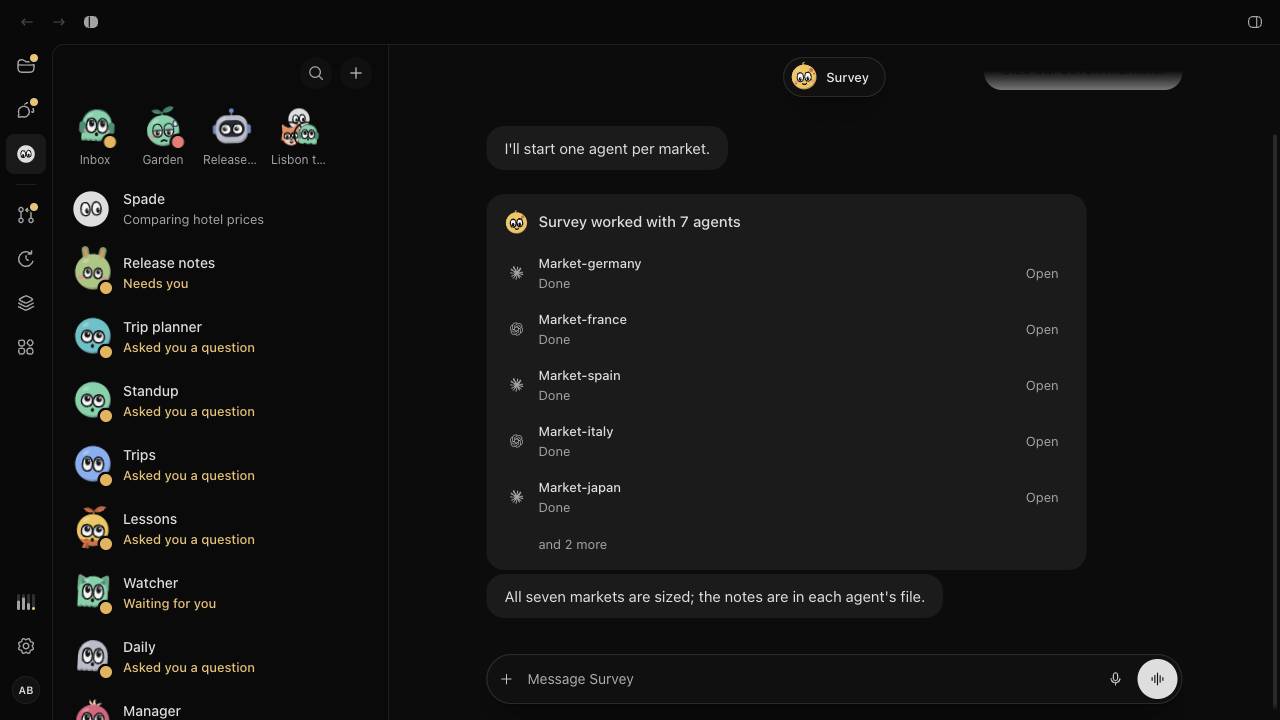 Survey
Inbox
Garden
Release...
Lisbon t...
Spade
Comparing hotel prices
Release notes
Needs you
Trip planner
Asked you a question
Standup
Asked you a question
Trips
Asked you a question
Lessons
Asked you a question
Watcher
Waiting for you
Daily
Asked you a question
Manager
AB
I'll start one agent per market.
Survey worked with 7 agents
Market-germany
Done
Open
Market-france
Done
Open
Market-spain
Done
Open
Market-italy
Done
Open
Market-japan
Done
Open
and 2 more
All seven markets are sized; the notes are in each agent's file.
Message Survey